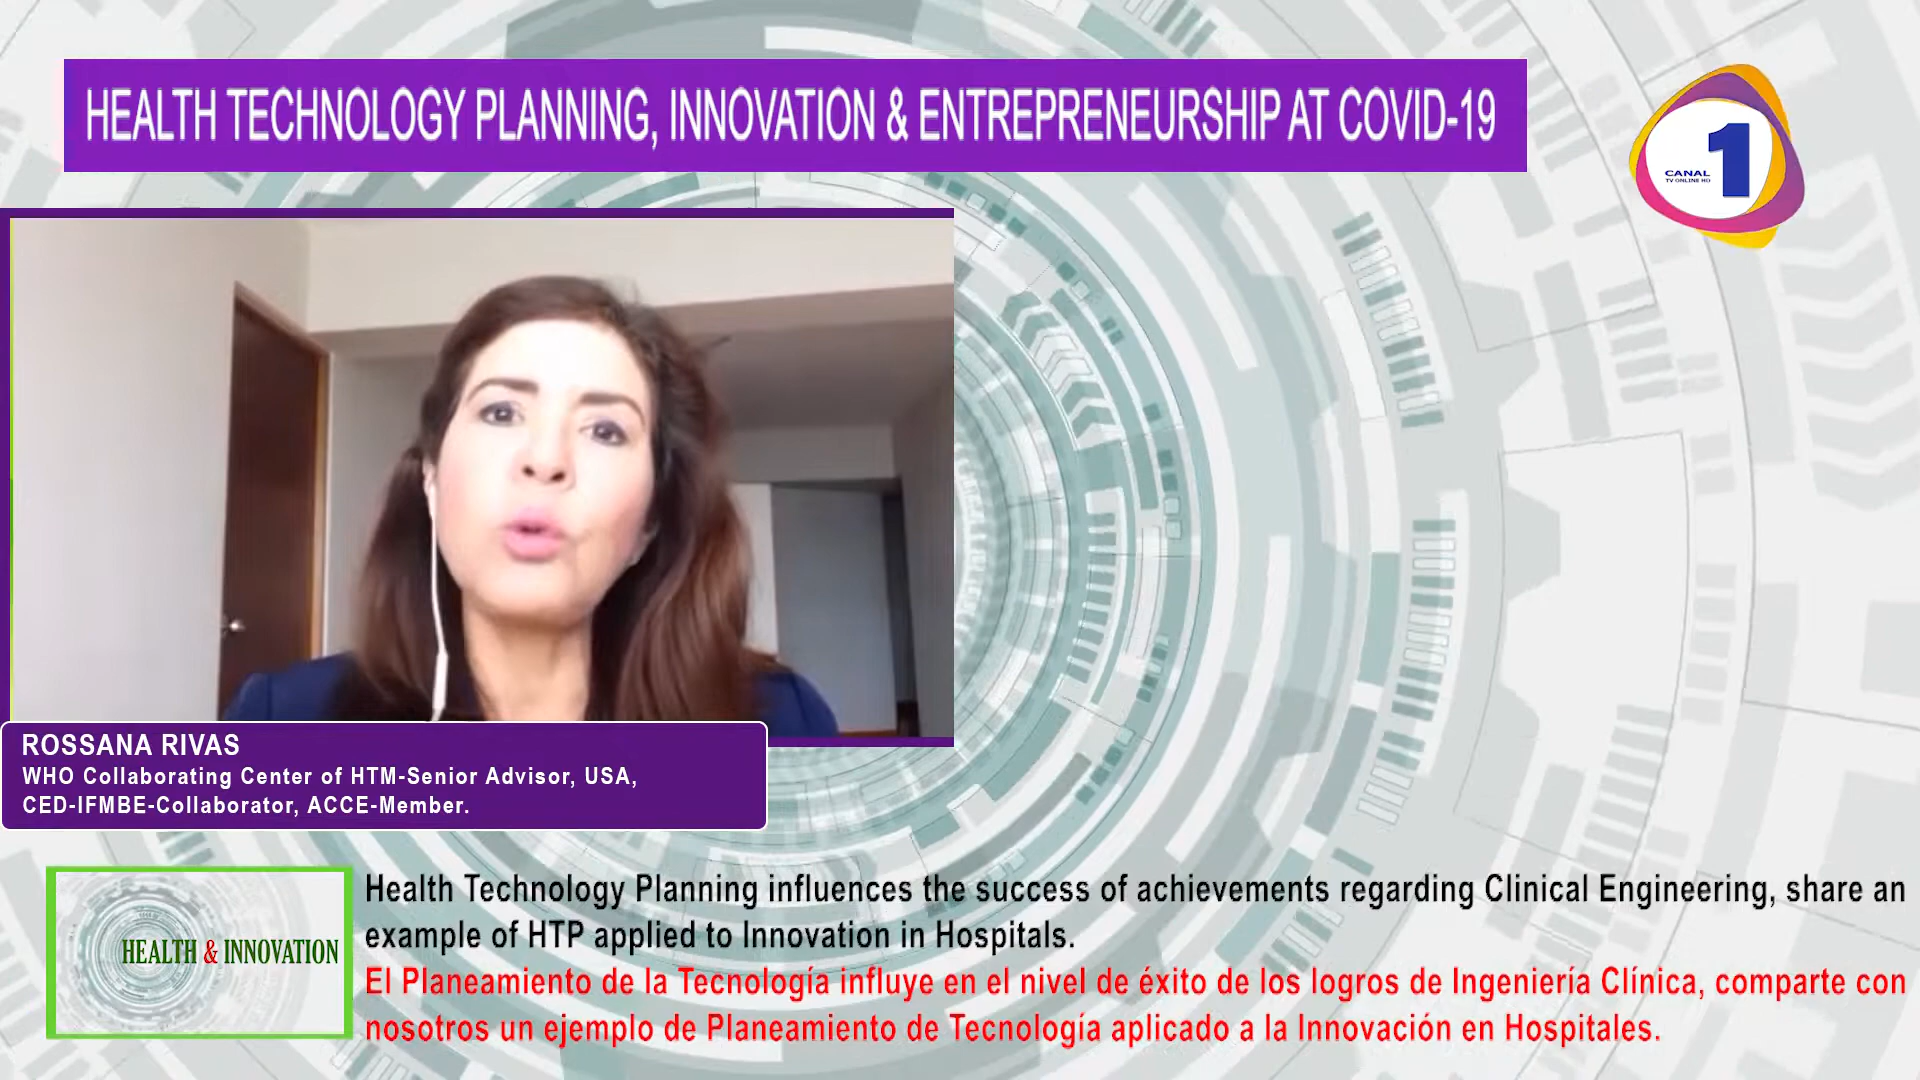 HEALTH TECHNOLOGY PLANNING, INNOVATION & ENTREPRENEURSHIP AT COVID-19
CANAL 1
TV ONLINE HD
ROSSANA RIVAS
WHO Collaborating Center of HTM-Senior Advisor, USA,
CED-IFMBE-Collaborator, ACCE-Member.
HEALTH & INNOVATION
Health Technology Planning influences the success of achievements regarding Clinical Engineering, share an
example of HTP applied to Innovation in Hospitals.
El Planeamiento de la Tecnología influye en el nivel de éxito de los logros de Ingeniería Clínica, comparte con
nosotros un ejemplo de Planeamiento de Tecnología aplicado a la Innovación en Hospitales.